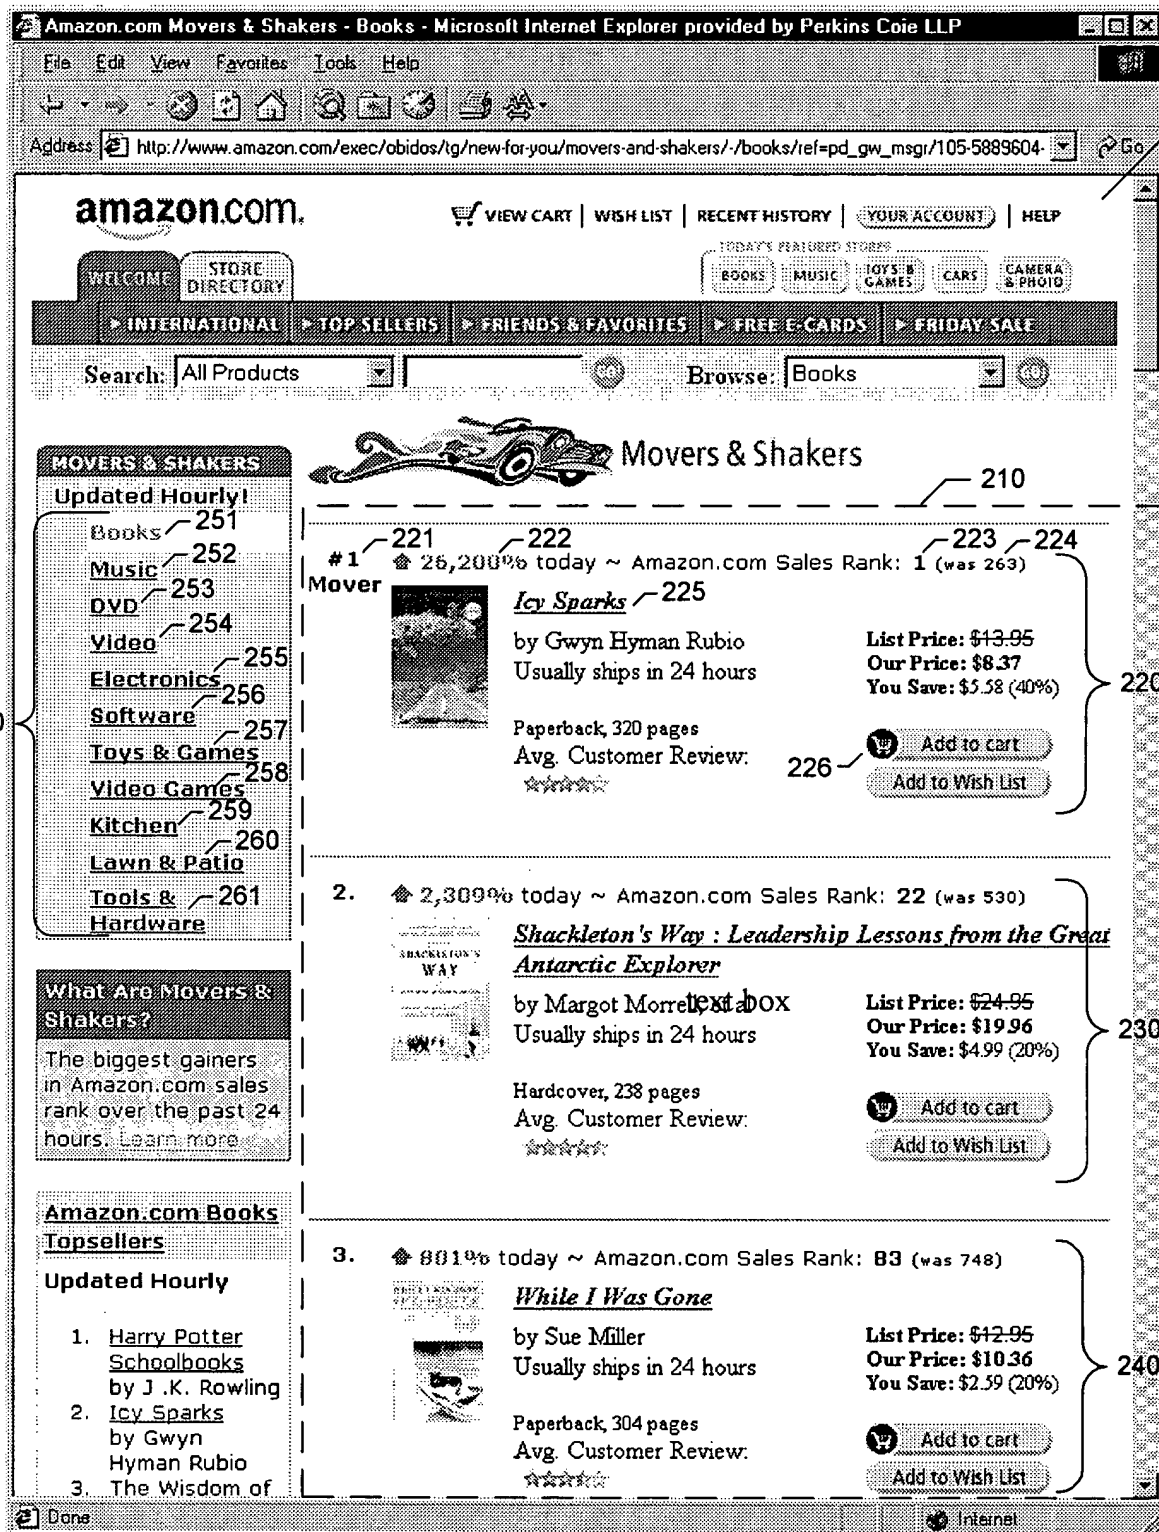 Amazon.com Movers & Shakers - Books - Microsoft Internet Explorer provided by Perkins Coie LLP
File Edit View Favorites Tools Help
Address http://www.amazon.com/exec/obidos/tg/new-for-you/movers-and-shakers/-/books/ref=pd_gw_msgr/105-5889604- Go
amazon.com.
VIEW CART | WISH LIST | RECENT HISTORY | YOUR ACCOUNT | HELP
WELCOME STORE DIRECTORY
TODAY'S FEATURED STORES
BOOKS MUSIC TOYS & GAMES CARS CAMERA & PHOTO
INTERNATIONAL TOP SELLERS FRIENDS & FAVORITES FREE E-CARDS FRIDAY SALE
Search: All Products GO Browse: Books GO
Movers & Shakers
210
MOVERS & SHAKERS
Updated Hourly!
Books 251
Music 252
DVD 253
Video 254
Electronics 255
Software 256
Toys & Games 257
Video Games 258
Kitchen 259
Lawn & Patio 260
Tools & 261
Hardware
What Are Movers &
Shakers?
The biggest gainers
in Amazon.com sales
rank over the past 24
hours. Learn more
Amazon.com Books
Topsellers
Updated Hourly
1. Harry Potter
Schoolbooks
by J .K. Rowling
2. Icy Sparks
by Gwyn
Hyman Rubio
3. The Wisdom of
221 222 223 224
#1 26,200% today ~ Amazon.com Sales Rank: 1 (was 263)
Mover
Icy Sparks 225
by Gwyn Hyman Rubio
Usually ships in 24 hours
Paperback, 320 pages
Avg. Customer Review:
List Price: $13.95
Our Price: $8.37
You Save: $5.58 (40%)
220
226 Add to cart
Add to Wish List
2. 2,309% today ~ Amazon.com Sales Rank: 22 (was 530)
Shackleton's Way : Leadership Lessons from the Great
Antarctic Explorer
SHACKLETON'S
WAY
by Margot Morrell, et al
text box
Usually ships in 24 hours
Hardcover, 238 pages
Avg. Customer Review:
List Price: $24.95
Our Price: $19.96
You Save: $4.99 (20%)
230
Add to cart
Add to Wish List
3. 801% today ~ Amazon.com Sales Rank: 83 (was 748)
While I Was Gone
by Sue Miller
Usually ships in 24 hours
Paperback, 304 pages
Avg. Customer Review:
List Price: $12.95
Our Price: $10.36
You Save: $2.59 (20%)
240
Add to cart
Add to Wish List
Done Internet